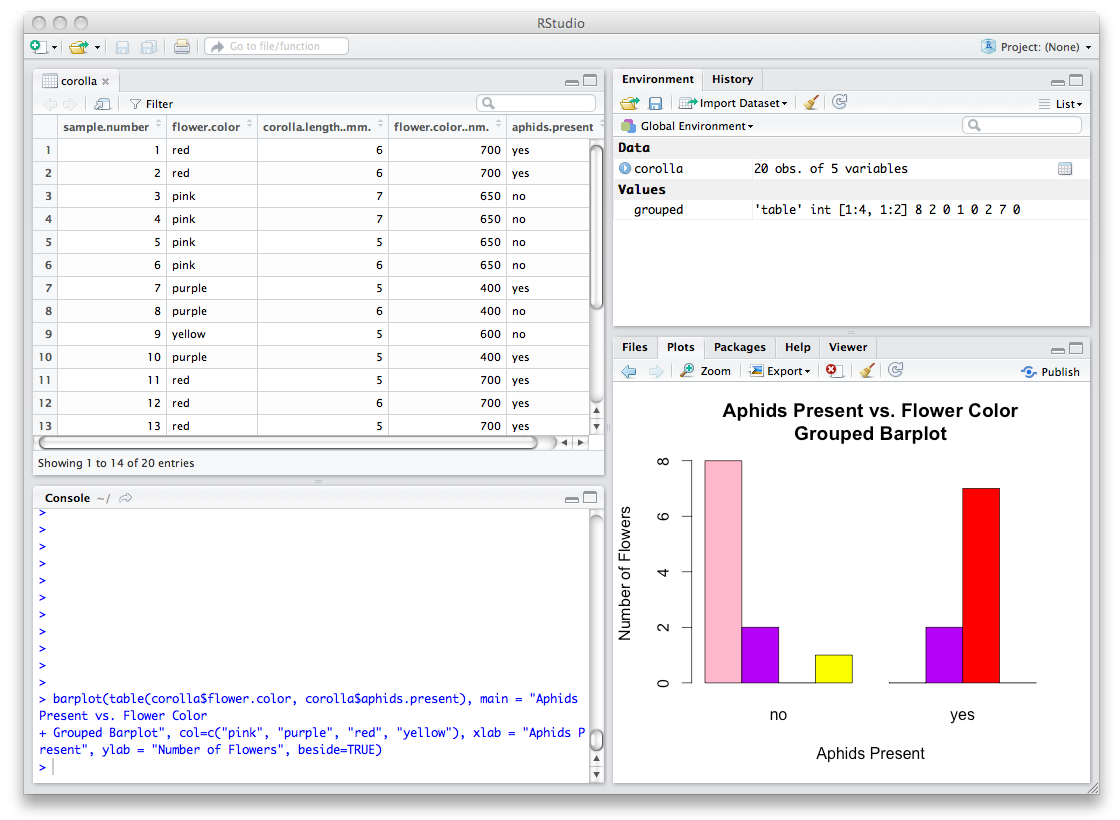 RStudio
Go to file/function
Project: (None)
corolla
Filter
sample.number flower.color corolla.length..mm. flower.color..nm. aphids.present
1 1 red 6 700 yes
2 2 red 6 700 yes
3 3 pink 7 650 no
4 4 pink 7 650 no
5 5 pink 5 650 no
6 6 pink 6 650 no
7 7 purple 5 400 yes
8 8 purple 6 400 no
9 9 yellow 5 600 no
10 10 purple 5 400 yes
11 11 red 5 700 yes
12 12 red 6 700 yes
13 13 red 5 700 yes
Showing 1 to 14 of 20 entries
Console ~/
>
>
>
>
>
>
>
>
>
>
>
> barplot(table(corolla$flower.color, corolla$aphids.present), main = "Aphids
Present vs. Flower Color
+ Grouped Barplot", col=c("pink", "purple", "red", "yellow"), xlab = "Aphids P
resent", ylab = "Number of Flowers", beside=TRUE)
>
Environment History
Import Dataset
List
Global Environment
Data
corolla 20 obs. of 5 variables
Values
grouped 'table' int [1:4, 1:2] 8 2 0 1 0 2 7 0
Files Plots Packages Help Viewer
Zoom Export Publish
Aphids Present vs. Flower Color
Grouped Barplot
Number of Flowers
8
6
4
2
0
no yes
Aphids Present